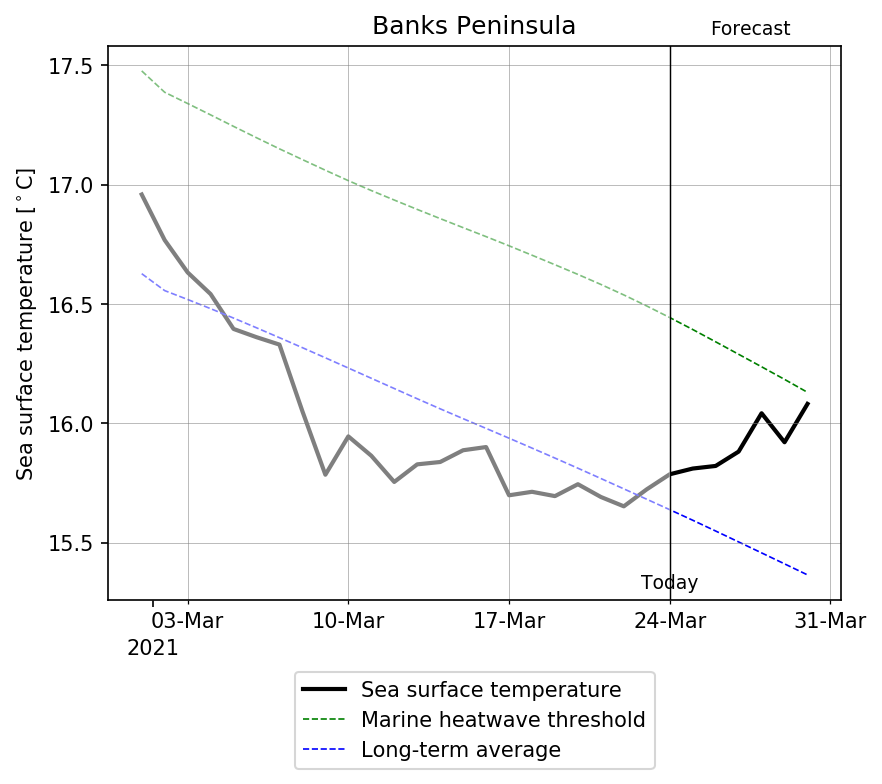 Banks Peninsula
Forecast
Sea surface temperature [°C]
17.5
17.0
16.5
16.0
15.5
Today
03-Mar 10-Mar 17-Mar 24-Mar 31-Mar
2021
Sea surface temperature
Marine heatwave threshold
Long-term average